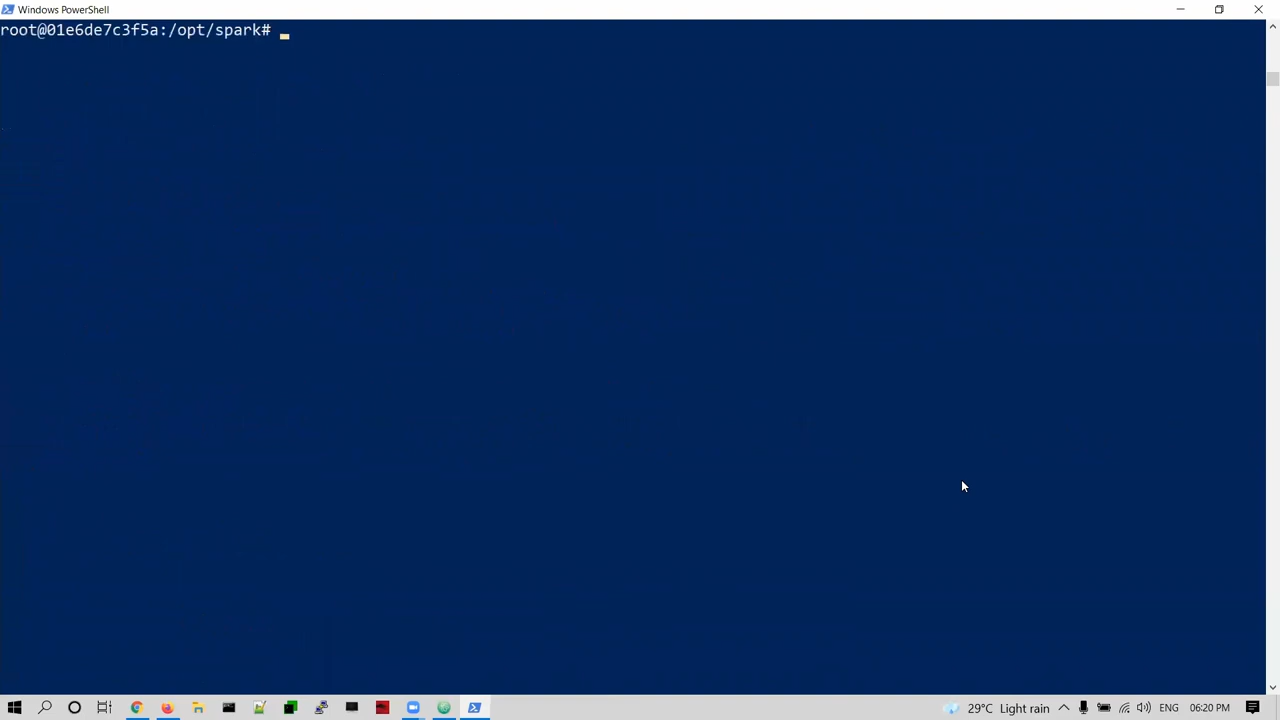 Windows PowerShell
root@01e6de7c3f5a:/opt/spark#
29°C Light rain ENG 06:20 PM